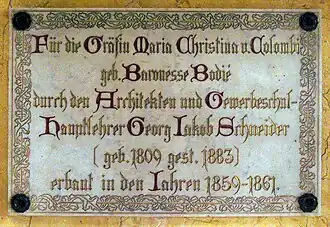 Für die Gräfin Maria Christina v. Colombi
geb. Baronesse Bodië
durch den Architekten und Gewerbeschul-
hauptlehrer Georg Jakob Schneider
(geb. 1809 gest. 1883)
erbaut in den Jahren 1859-1861.